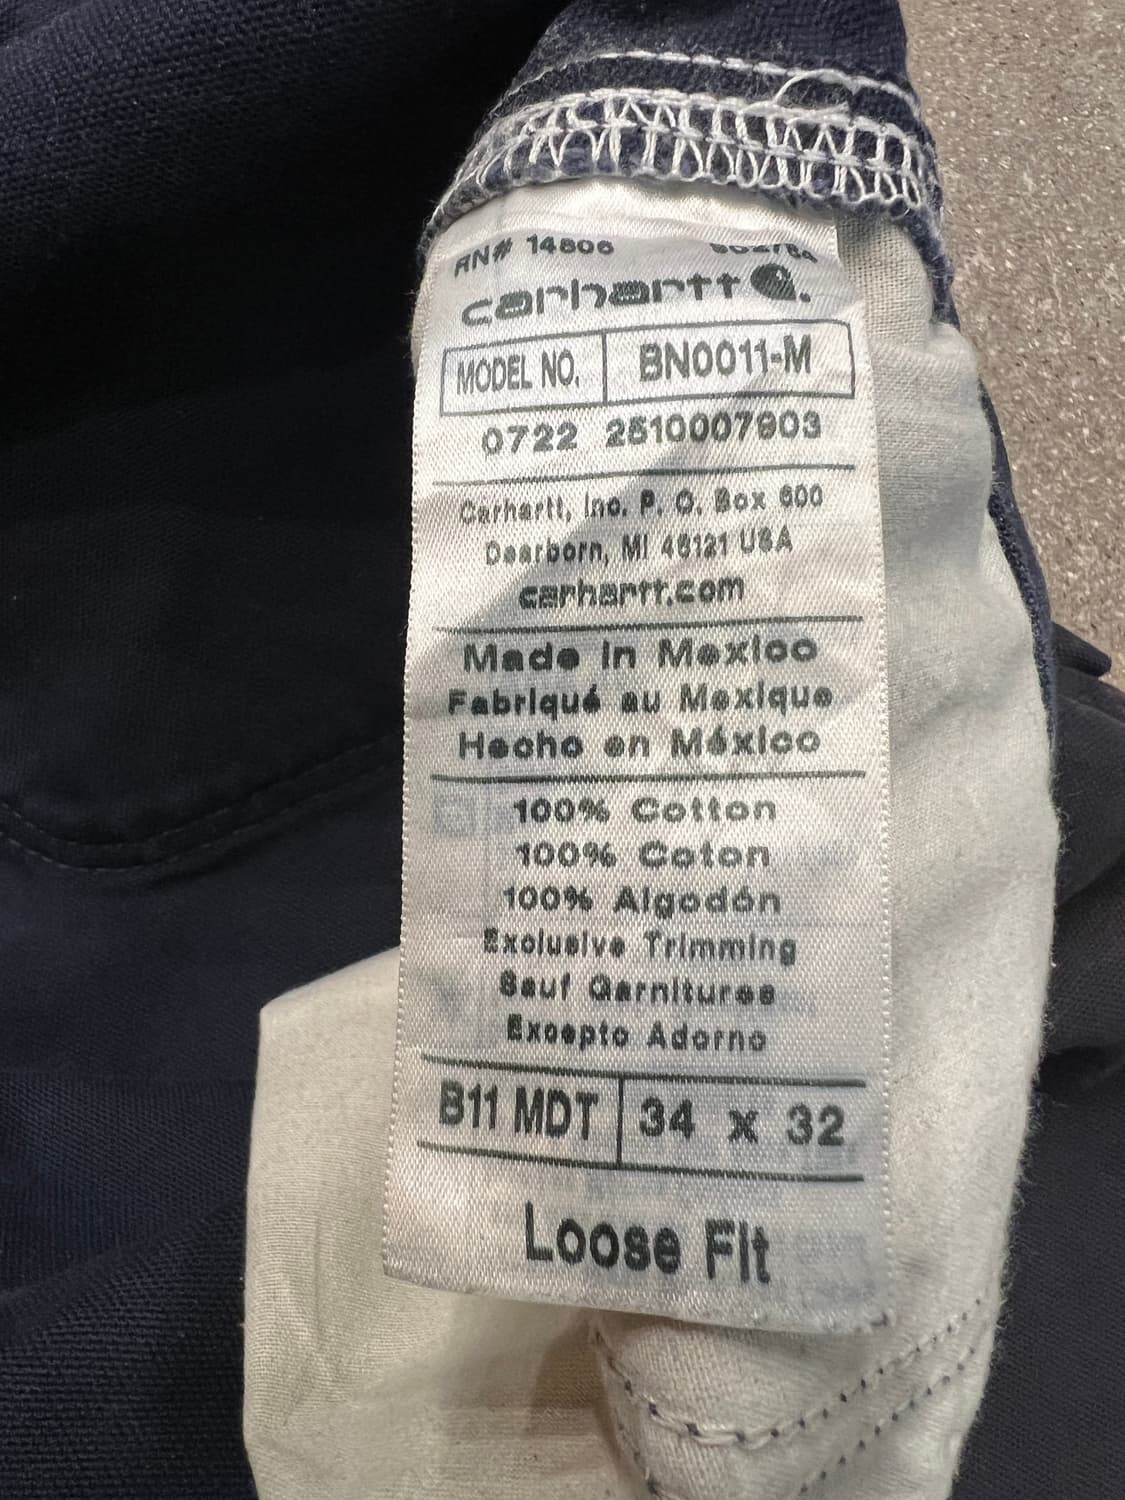 RN# 14806
carhartt
MODEL NO. BN0011-M
0722 2510007903
Carhartt, Inc. P. O. Box 600
Dearborn, MI 48121 USA
carhartt.com
Made in Mexico
Fabriqué au Mexique
Hecho en México
100% Cotton
100% Coton
100% Algodón
Exclusive Trimming
Sauf Garnitures
Excepto Adorno
B11 MDT 34 x 32
Loose Fit